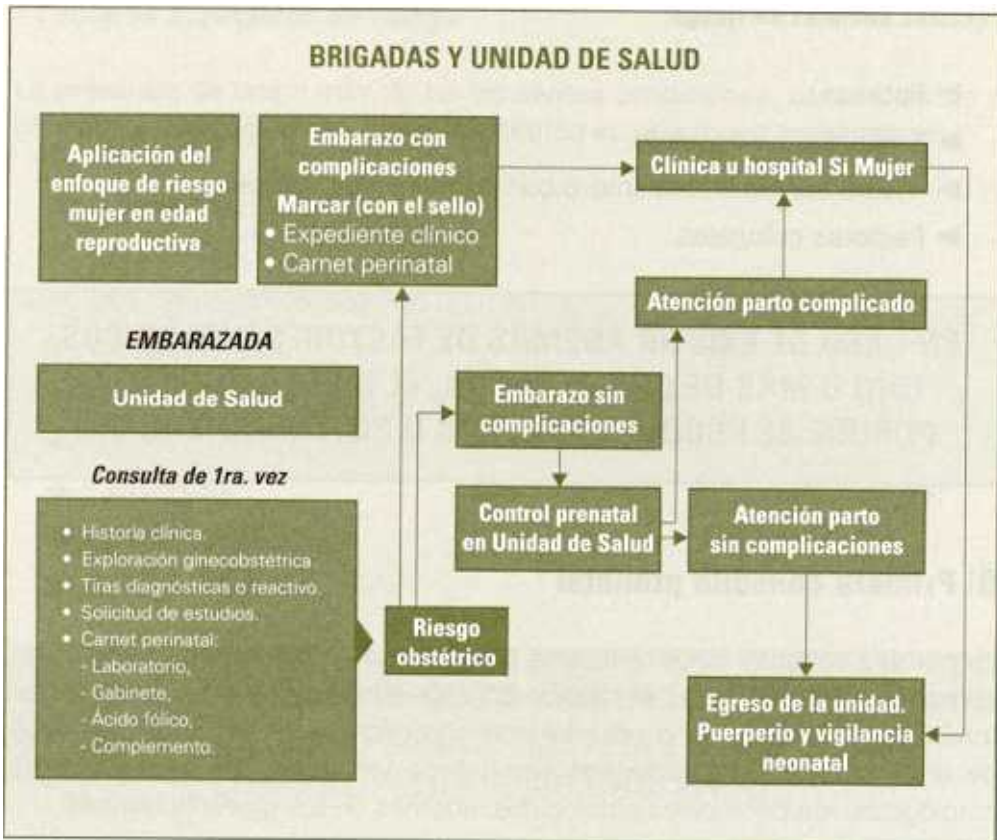 BRIGADAS Y UNIDAD DE SALUD
Aplicación del
enfoque de riesgo
mujer en edad
reproductiva
Embarazo con
complicaciones
Marcar (con el sello)
• Expediente clínico
• Carnet perinatal
Clínica u hospital Sí Mujer
Atención parto complicado
EMBARAZADA
Unidad de Salud
Embarazo sin
complicaciones
Consulta de 1ra. vez
• Historia clínica.
• Exploración ginecobstétrica
• Tiras diagnósticas o reactivo.
• Solicitud de estudios.
• Carnet perinatal:
- Laboratorio,
- Gabinete,
- Ácido fólico,
- Complemento.
Control prenatal
en Unidad de Salud
Atención parto
sin complicaciones
Riesgo
obstétrico
Egreso de la unidad.
Puerperio y vigilancia
neonatal